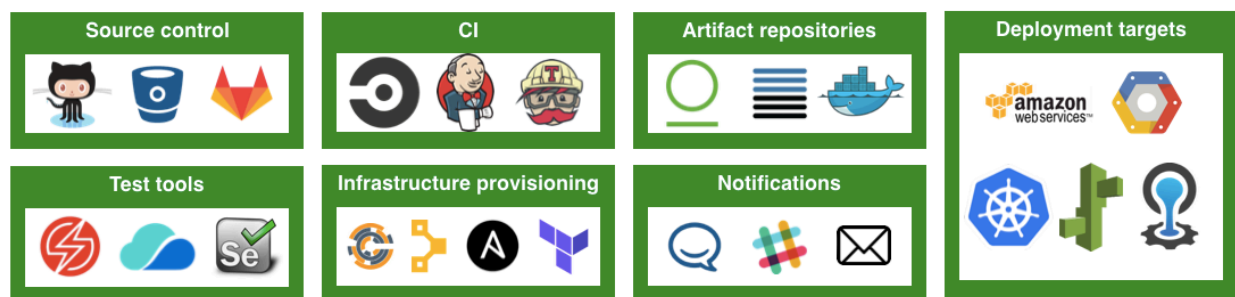 Source control
CI
Artifact repositories
Deployment targets
T
amazon
webservices™
Test tools
Infrastructure provisioning
Notifications
Se
A